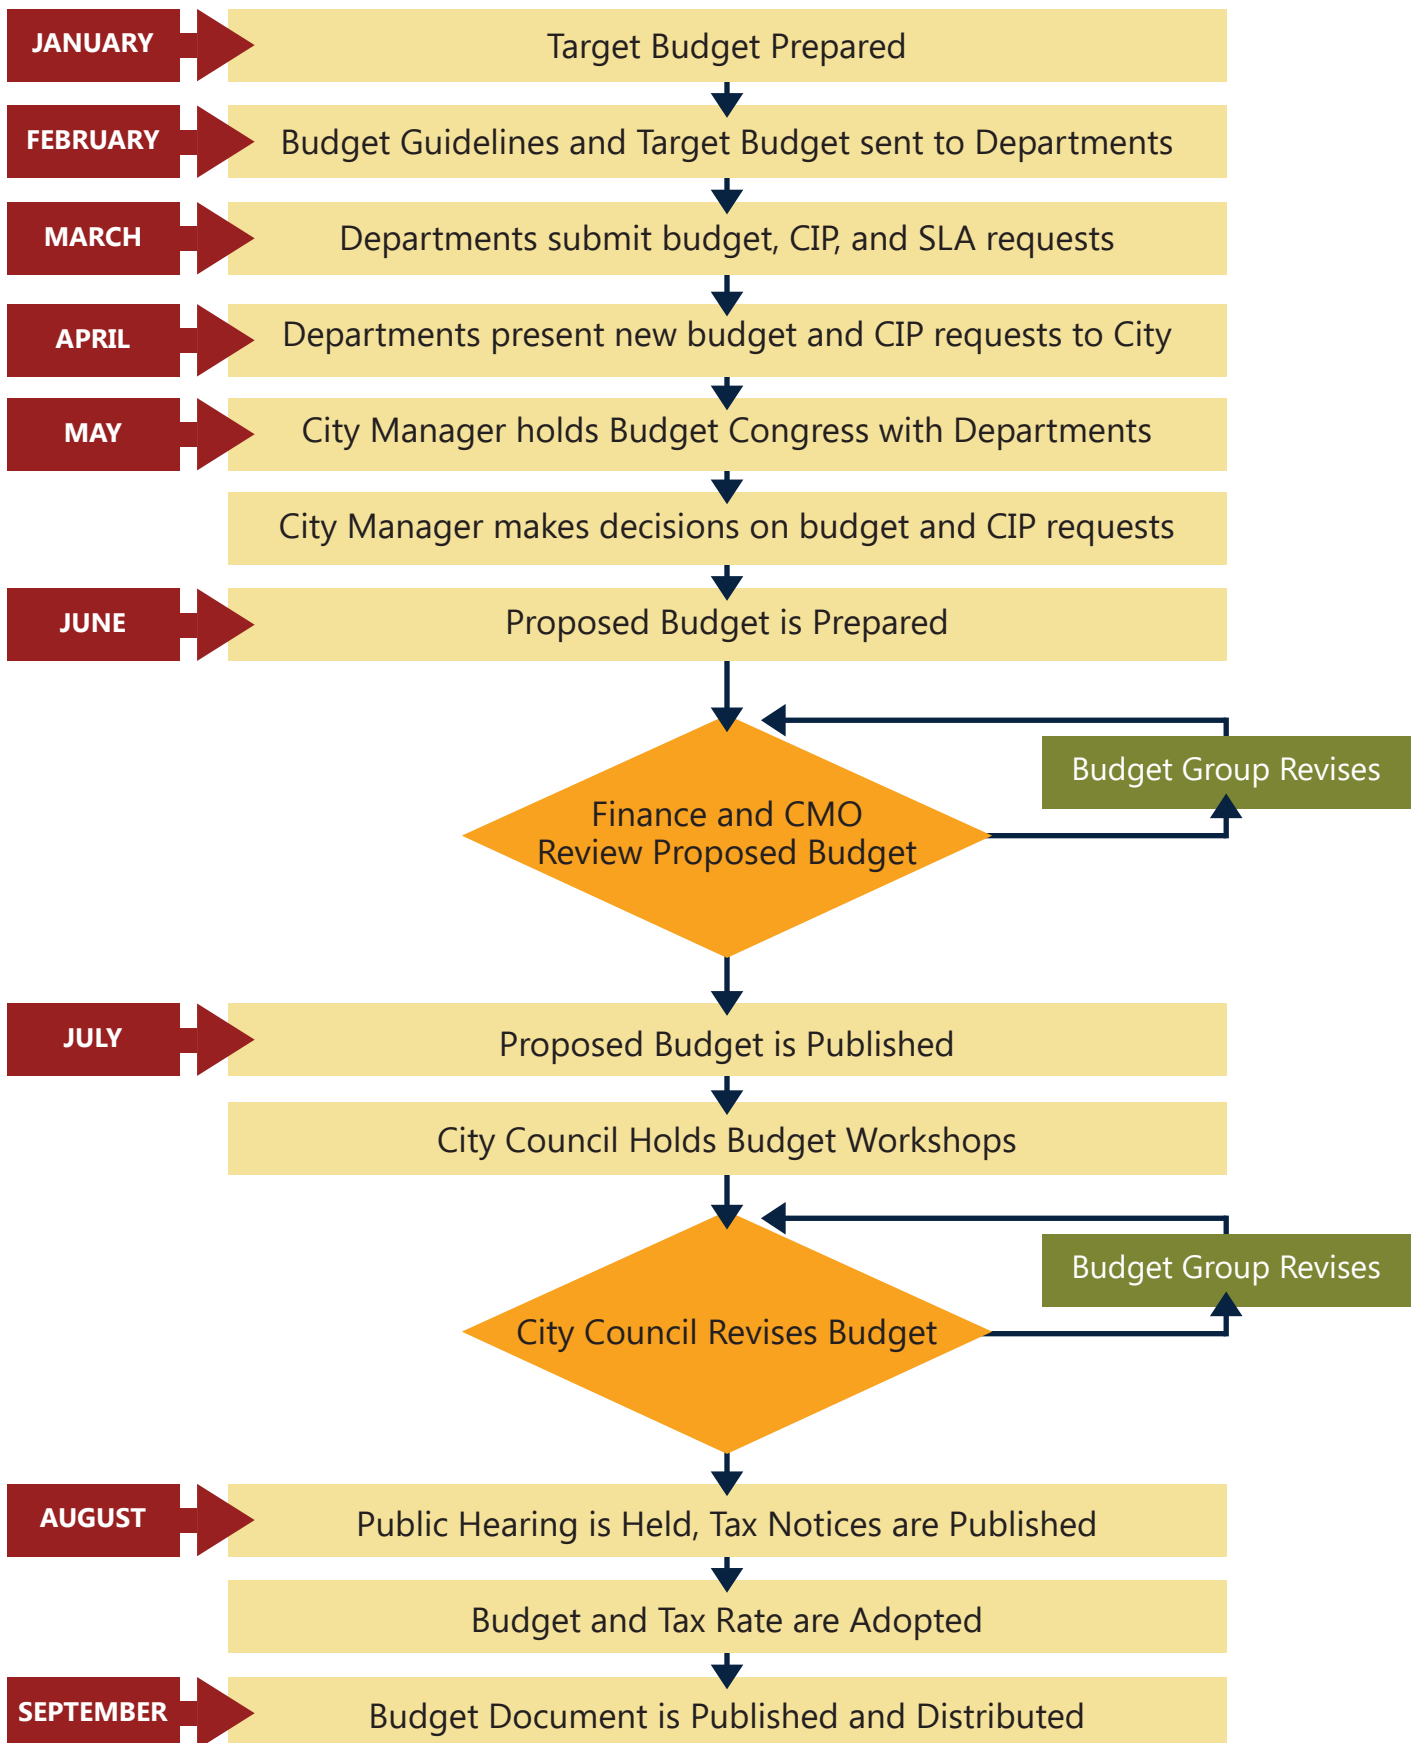 JANUARY
Target Budget Prepared
FEBRUARY
Budget Guidelines and Target Budget sent to Departments
MARCH
Departments submit budget, CIP, and SLA requests
APRIL
Departments present new budget and CIP requests to City
MAY
City Manager holds Budget Congress with Departments
City Manager makes decisions on budget and CIP requests
JUNE
Proposed Budget is Prepared
Budget Group Revises
Finance and CMO
Review Proposed Budget
JULY
Proposed Budget is Published
City Council Holds Budget Workshops
Budget Group Revises
City Council Revises Budget
AUGUST
Public Hearing is Held, Tax Notices are Published
Budget and Tax Rate are Adopted
SEPTEMBER
Budget Document is Published and Distributed